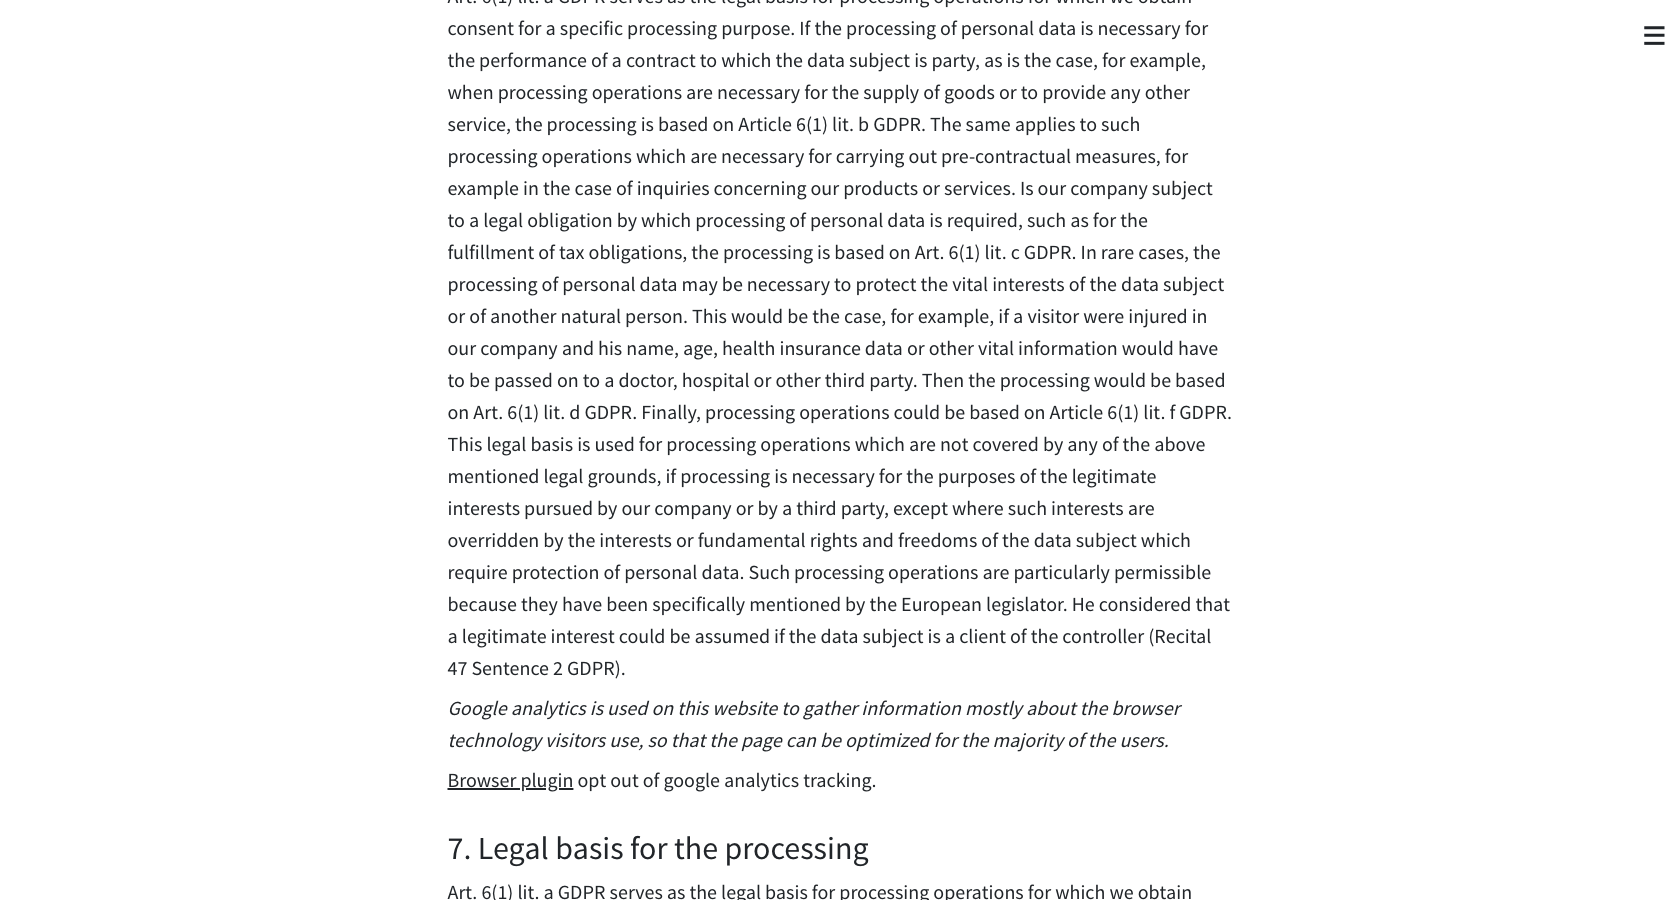 Art. 6(1) lit. a GDPR serves as the legal basis for processing operations for which we obtain
consent for a specific processing purpose. If the processing of personal data is necessary for
the performance of a contract to which the data subject is party, as is the case, for example,
when processing operations are necessary for the supply of goods or to provide any other
service, the processing is based on Article 6(1) lit. b GDPR. The same applies to such
processing operations which are necessary for carrying out pre-contractual measures, for
example in the case of inquiries concerning our products or services. Is our company subject
to a legal obligation by which processing of personal data is required, such as for the
fulfillment of tax obligations, the processing is based on Art. 6(1) lit. c GDPR. In rare cases, the
processing of personal data may be necessary to protect the vital interests of the data subject
or of another natural person. This would be the case, for example, if a visitor were injured in
our company and his name, age, health insurance data or other vital information would have
to be passed on to a doctor, hospital or other third party. Then the processing would be based
on Art. 6(1) lit. d GDPR. Finally, processing operations could be based on Article 6(1) lit. f GDPR.
This legal basis is used for processing operations which are not covered by any of the above
mentioned legal grounds, if processing is necessary for the purposes of the legitimate
interests pursued by our company or by a third party, except where such interests are
overridden by the interests or fundamental rights and freedoms of the data subject which
require protection of personal data. Such processing operations are particularly permissible
because they have been specifically mentioned by the European legislator. He considered that
a legitimate interest could be assumed if the data subject is a client of the controller (Recital
47 Sentence 2 GDPR).
Google analytics is used on this website to gather information mostly about the browser
technology visitors use, so that the page can be optimized for the majority of the users.
Browser plugin opt out of google analytics tracking.
7. Legal basis for the processing
Art. 6(1) lit. a GDPR serves as the legal basis for processing operations for which we obtain